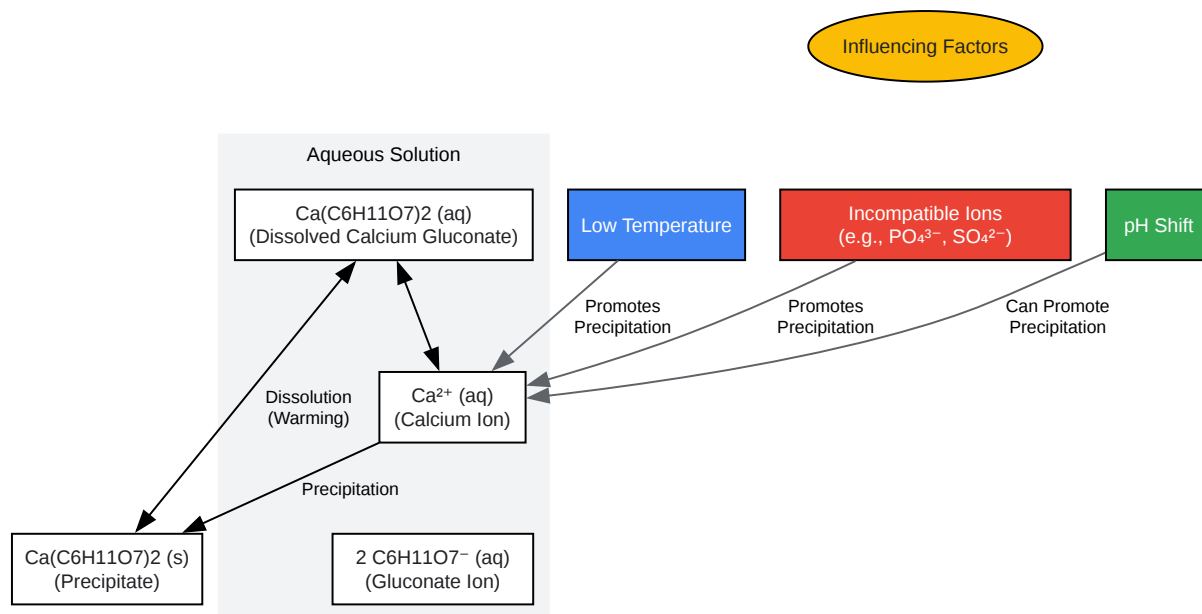 Influencing Factors
Aqueous Solution
Ca(C6H11O7)2 (aq)
(Dissolved Calcium Gluconate)
Low Temperature
Incompatible Ions
(e.g., PO₄³⁻, SO₄²⁻)
pH Shift
Promotes
Precipitation
Promotes
Precipitation
Can Promote
Precipitation
Dissolution
(Warming)
Ca²⁺ (aq)
(Calcium Ion)
Precipitation
Ca(C6H11O7)2 (s)
(Precipitate)
2 C6H11O7⁻ (aq)
(Gluconate Ion)